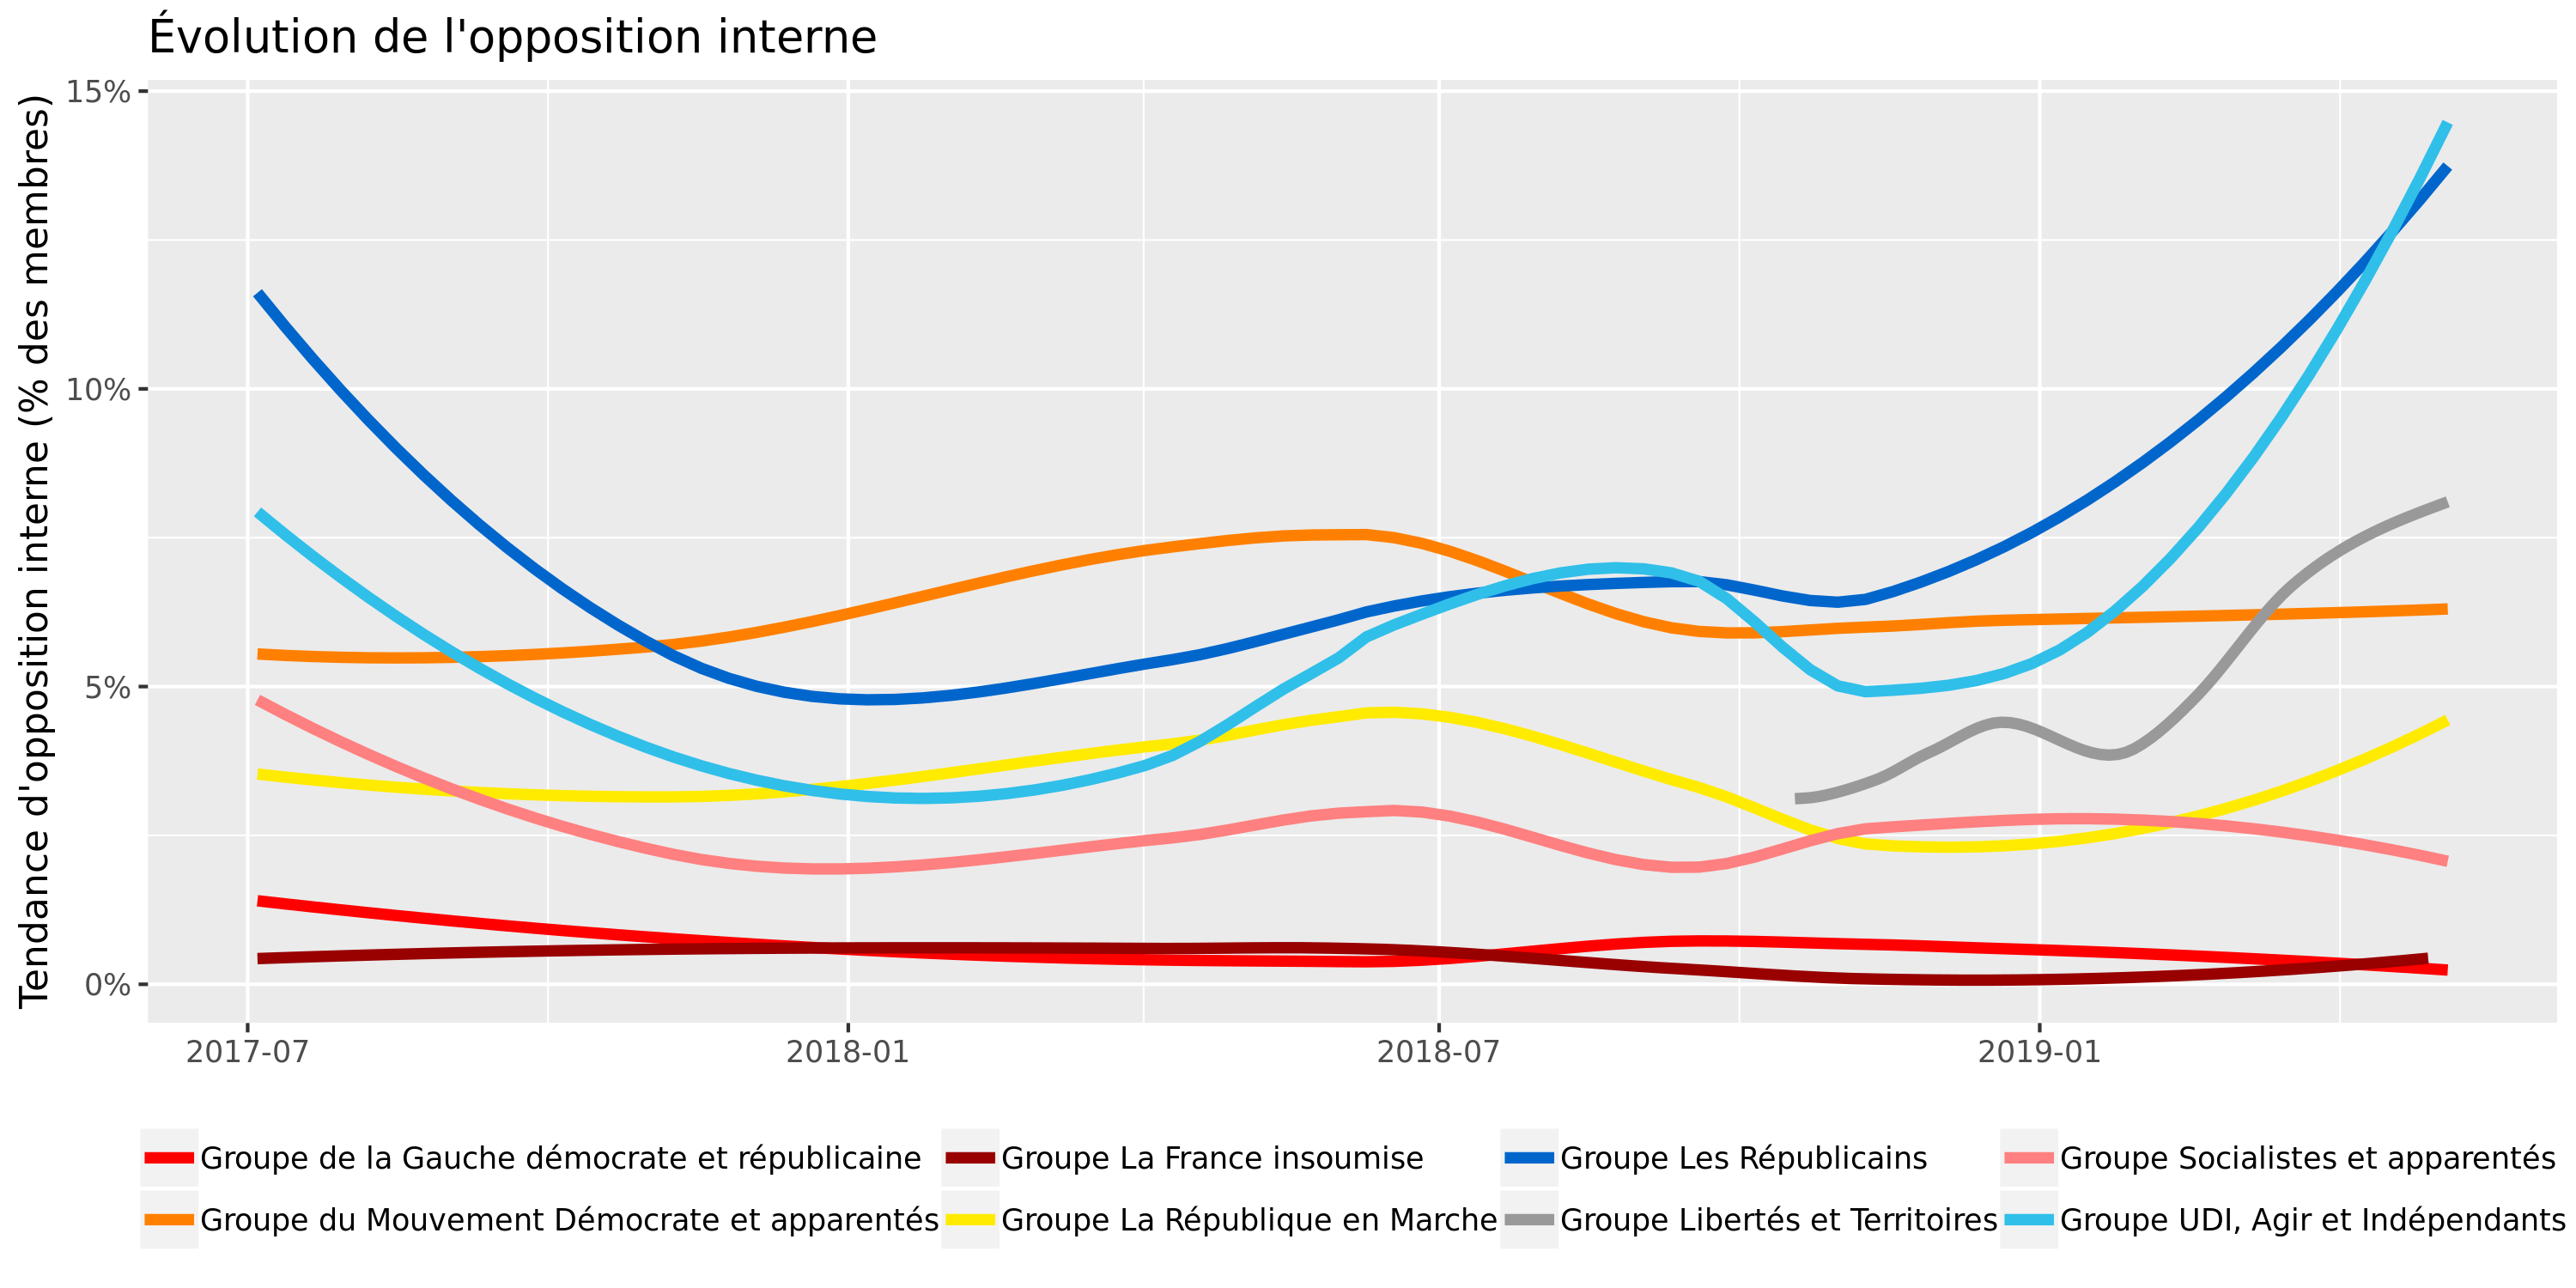 Évolution de l'opposition interne
Tendance d'opposition interne (% des membres)
15%
10%
5%
0%
2017-07 2018-01 2018-07 2019-01
Groupe de la Gauche démocrate et républicaine Groupe La France insoumise Groupe Les Républicains Groupe Socialistes et apparentés
Groupe du Mouvement Démocrate et apparentés Groupe La République en Marche Groupe Libertés et Territoires Groupe UDI, Agir et Indépendants